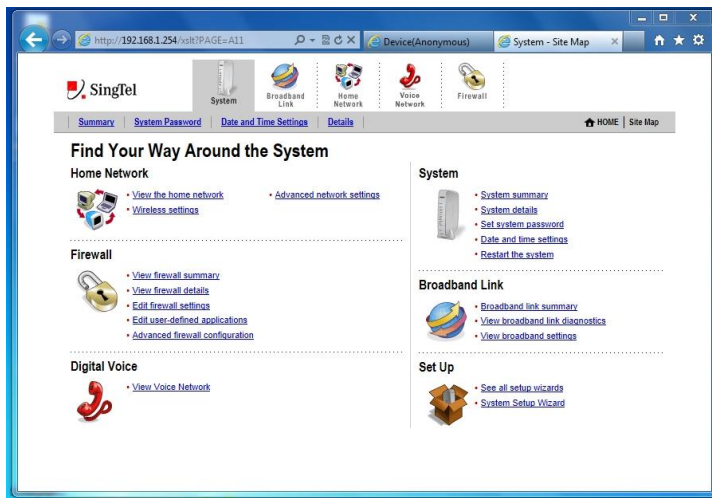 http://192.168.1.254/xslt?PAGE=A11
Device(Anonymous)
System - Site Map
SingTel
System
Broadband Link
Home Network
Voice Network
Firewall
Summary | System Password | Date and Time Settings | Details
HOME | Site Map
Find Your Way Around the System
Home Network
• View the home network
• Wireless settings
• Advanced network settings
Firewall
• View firewall summary
• View firewall details
• Edit firewall settings
• Edit user-defined applications
• Advanced firewall configuration
Digital Voice
• View Voice Network
System
• System summary
• System details
• Set system password
• Date and time settings
• Restart the system
Broadband Link
• Broadband link summary
• View broadband link diagnostics
• View broadband settings
Set Up
• See all setup wizards
• System Setup Wizard